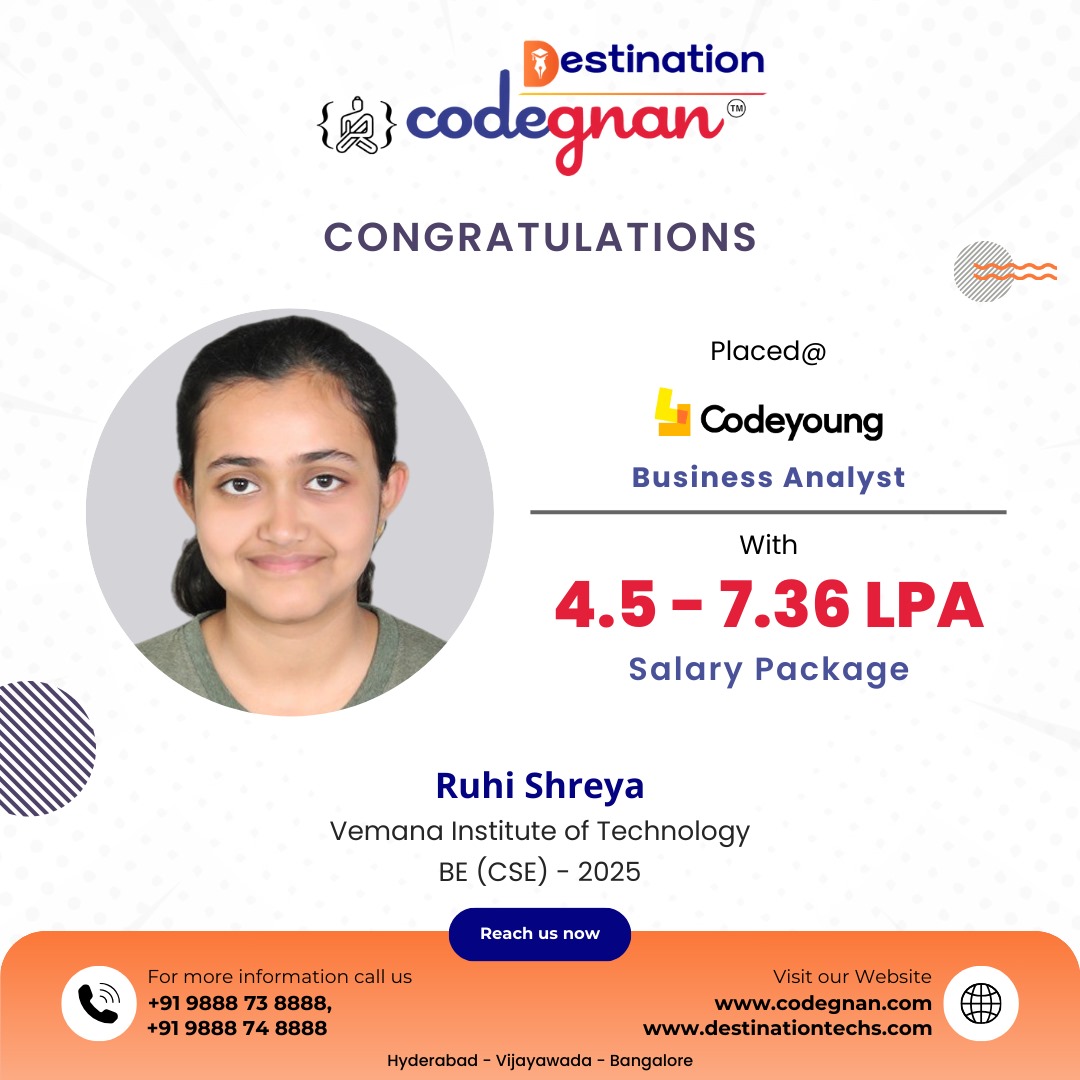 Destination
codegnan™
CONGRATULATIONS
Placed@
Codeyoung
Business Analyst
With
4.5 - 7.36 LPA
Salary Package
Ruhi Shreya
Vemana Institute of Technology
BE (CSE) - 2025
Reach us now
For more information call us
+91 9888 73 8888,
+91 9888 74 8888
Visit our Website
www.codegnan.com
www.destinationtechs.com
Hyderabad - Vijayawada - Bangalore